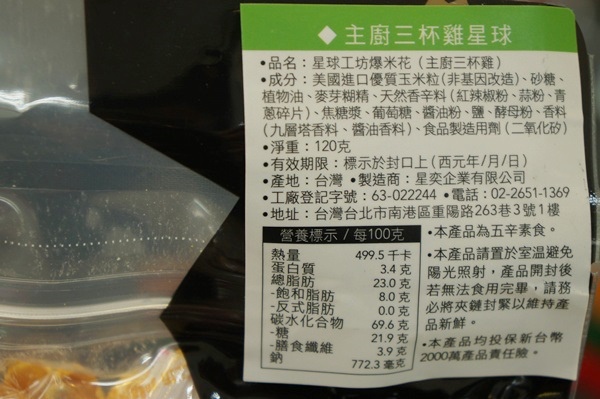 ◆主廚三杯雞星球
•品名：星球工坊爆米花（主廚三杯雞）
•成分：美國進口優質玉米粒(非基因改造)、砂糖、
植物油、麥芽糊精、天然香辛料（紅辣椒粉、蒜粉、青
蔥碎片）、焦糖漿、葡萄糖、醬油粉、鹽、酵母粉、香料
（九層塔香料、醬油香料）、食品製造用劑（二氧化矽）
•淨重：120克
•有效期限：標示於封口上（西元年/月/日）
•產地：台灣 •製造商：星奕企業有限公司
•工廠登記字號：63-022244 •電話：02-2651-1369
•地址：台灣台北市南港區重陽路263巷3號1樓
營養標示 / 每100克
熱量 499.5 千卡
蛋白質 3.4 克
總脂肪 23.0 克
-飽和脂肪 8.0 克
-反式脂肪 0.0 克
碳水化合物 69.6 克
-糖 21.9 克
-膳食纖維 3.9 克
鈉 772.3 毫克
•本產品為五辛素食。
•本產品請置於室溫避免
陽光照射，產品開封後
若無法食用完畢，請務
必將夾鏈封緊以維持產
品新鮮。
•本產品均投保新台幣
2000萬產品責任險。